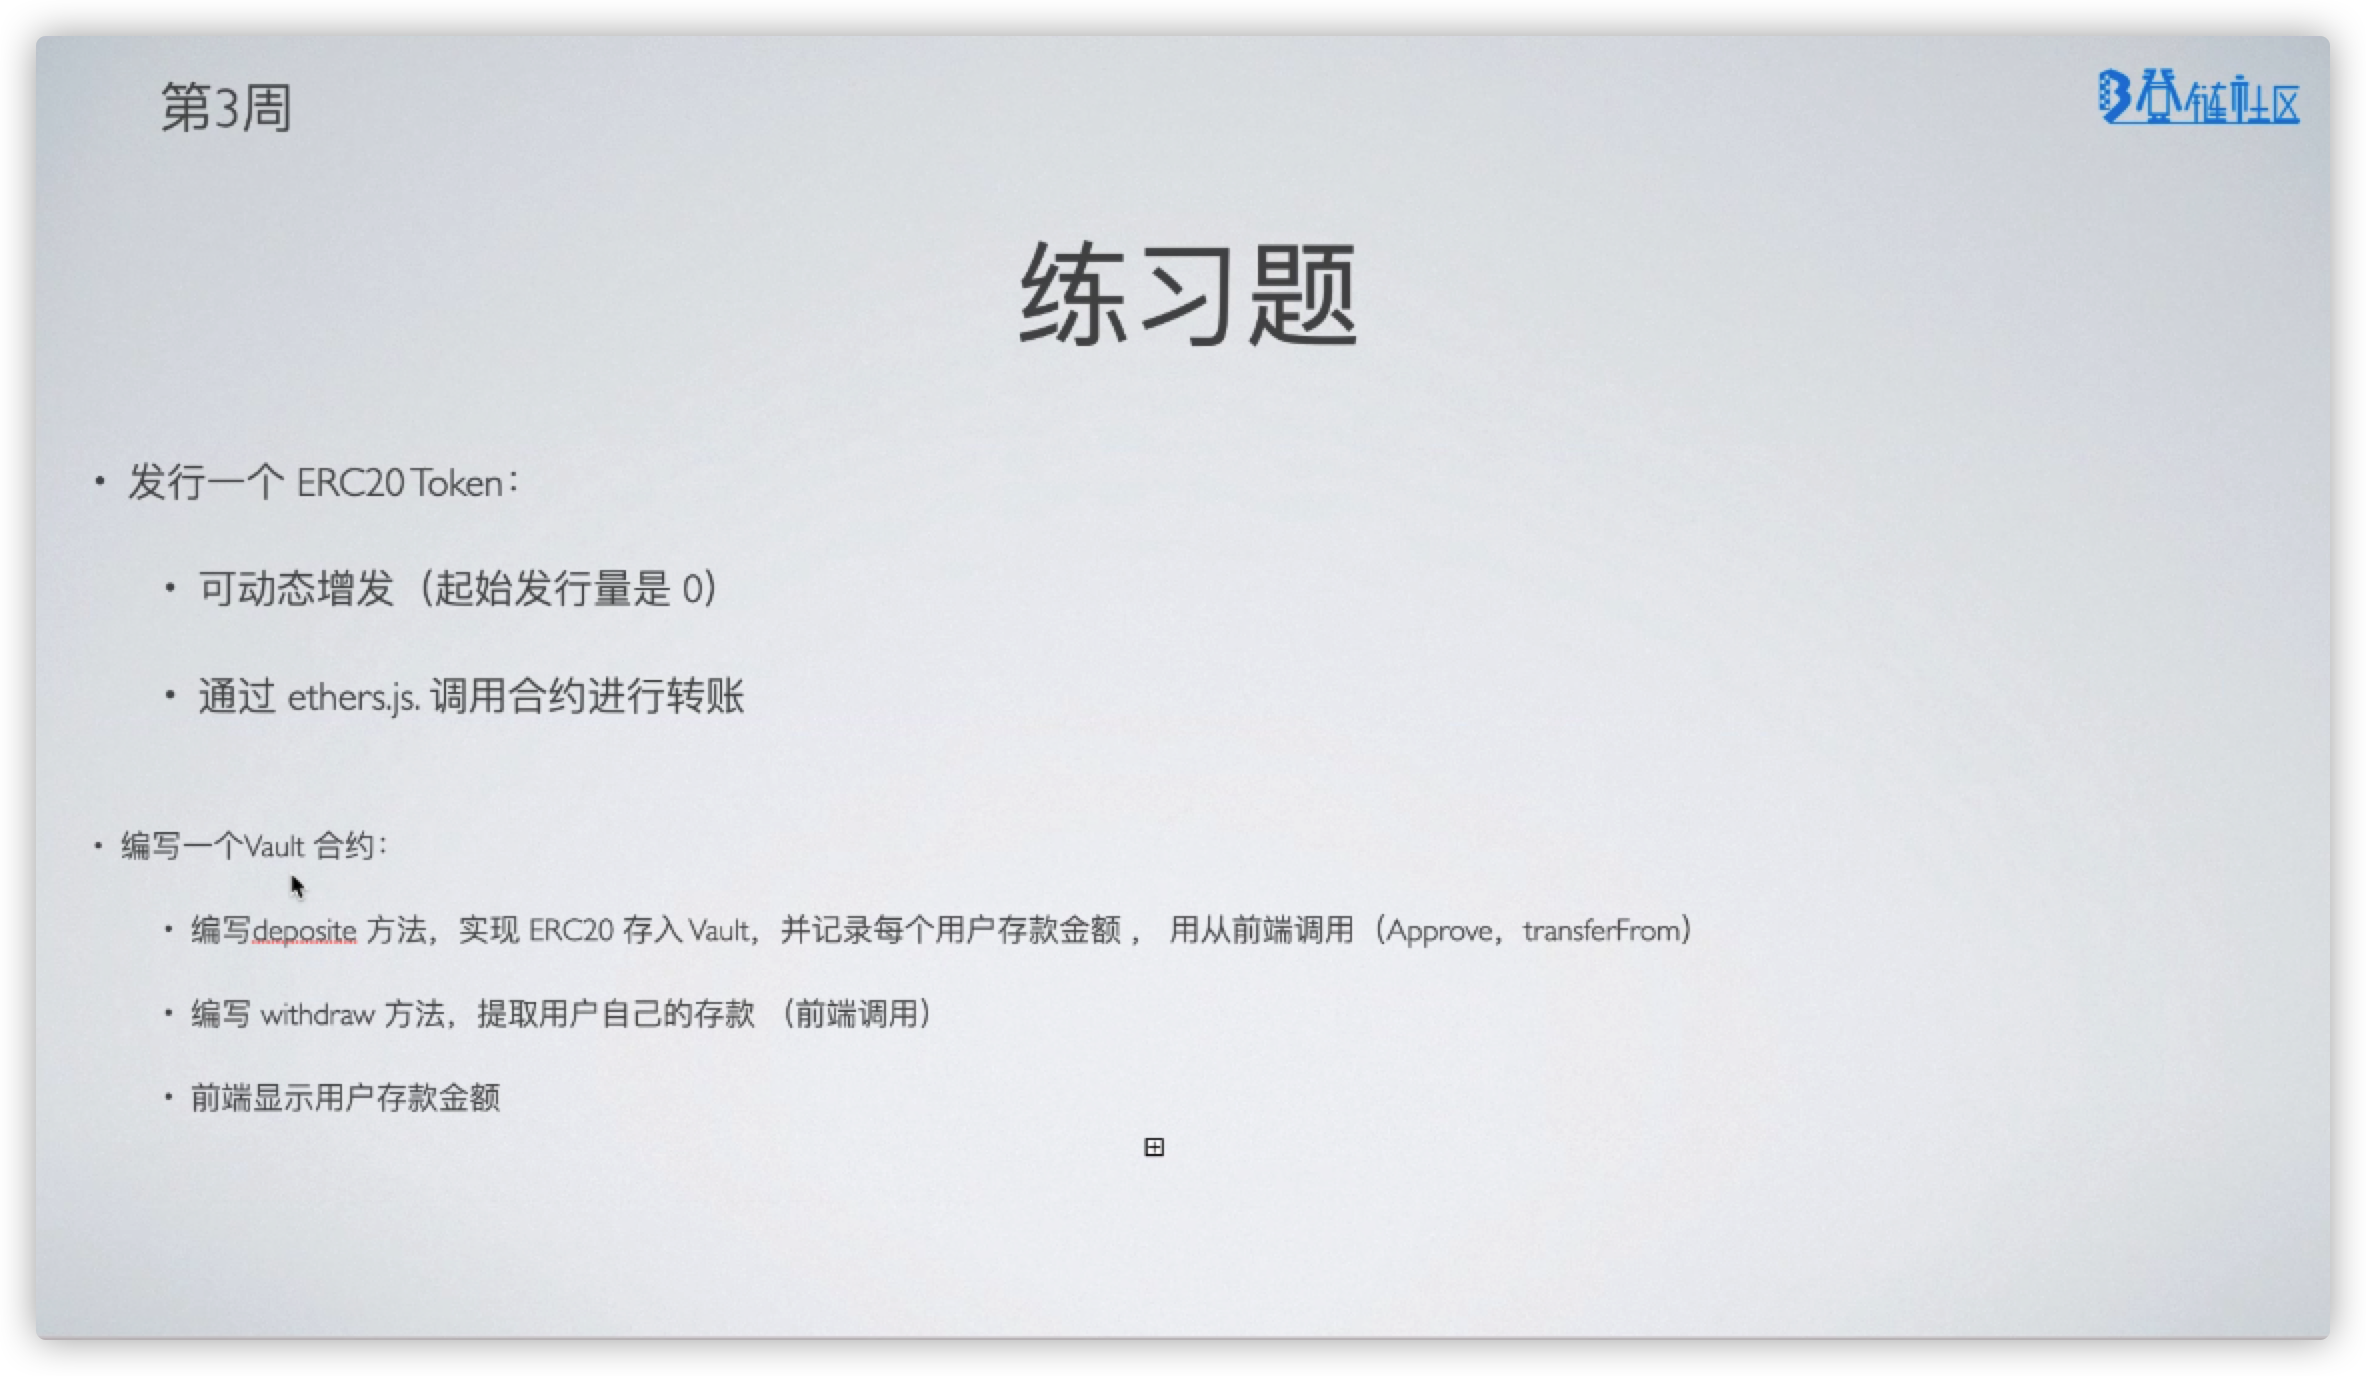 第3周
登链社区
练习题
• 发行一个 ERC20 Token：
• 可动态增发（起始发行量是 0）
• 通过 ethers.js. 调用合约进行转账
• 编写一个Vault 合约：
• 编写deposite 方法，实现 ERC20 存入 Vault，并记录每个用户存款金额 ， 用从前端调用（Approve，transferFrom）
• 编写 withdraw 方法，提取用户自己的存款 （前端调用）
• 前端显示用户存款金额